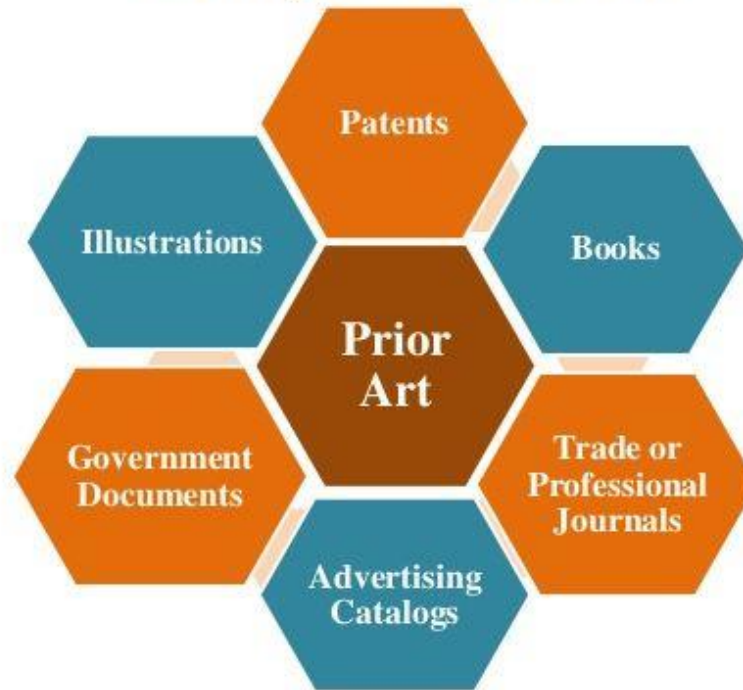 Patents
Illustrations
Books
Prior
Art
Government
Documents
Trade or
Professional
Journals
Advertising
Catalogs